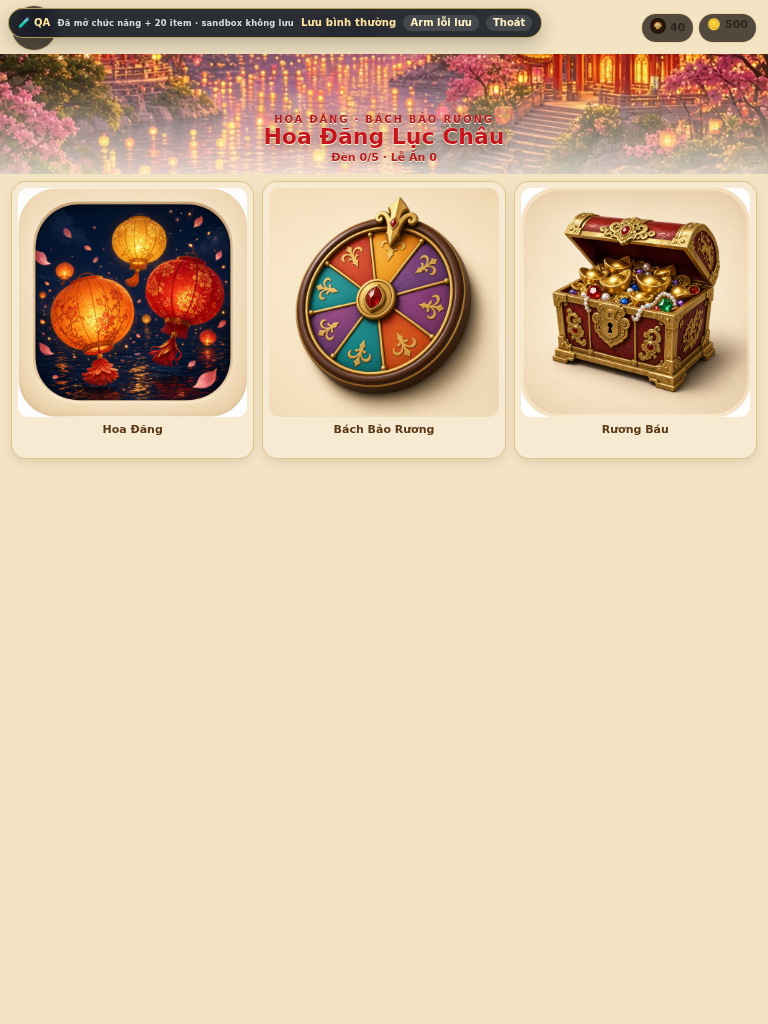 QA Đã mở chức năng + 20 item · sandbox không lưu Lưu bình thường Arm lỗi lưu Thoát
40 500
HOA ĐĂNG · BÁCH BẢO RƯƠNG
Hoa Đăng Lục Châu
Đèn 0/5 · Lễ Ấn 0
Hoa Đăng
Bách Bảo Rương
Rương Báu